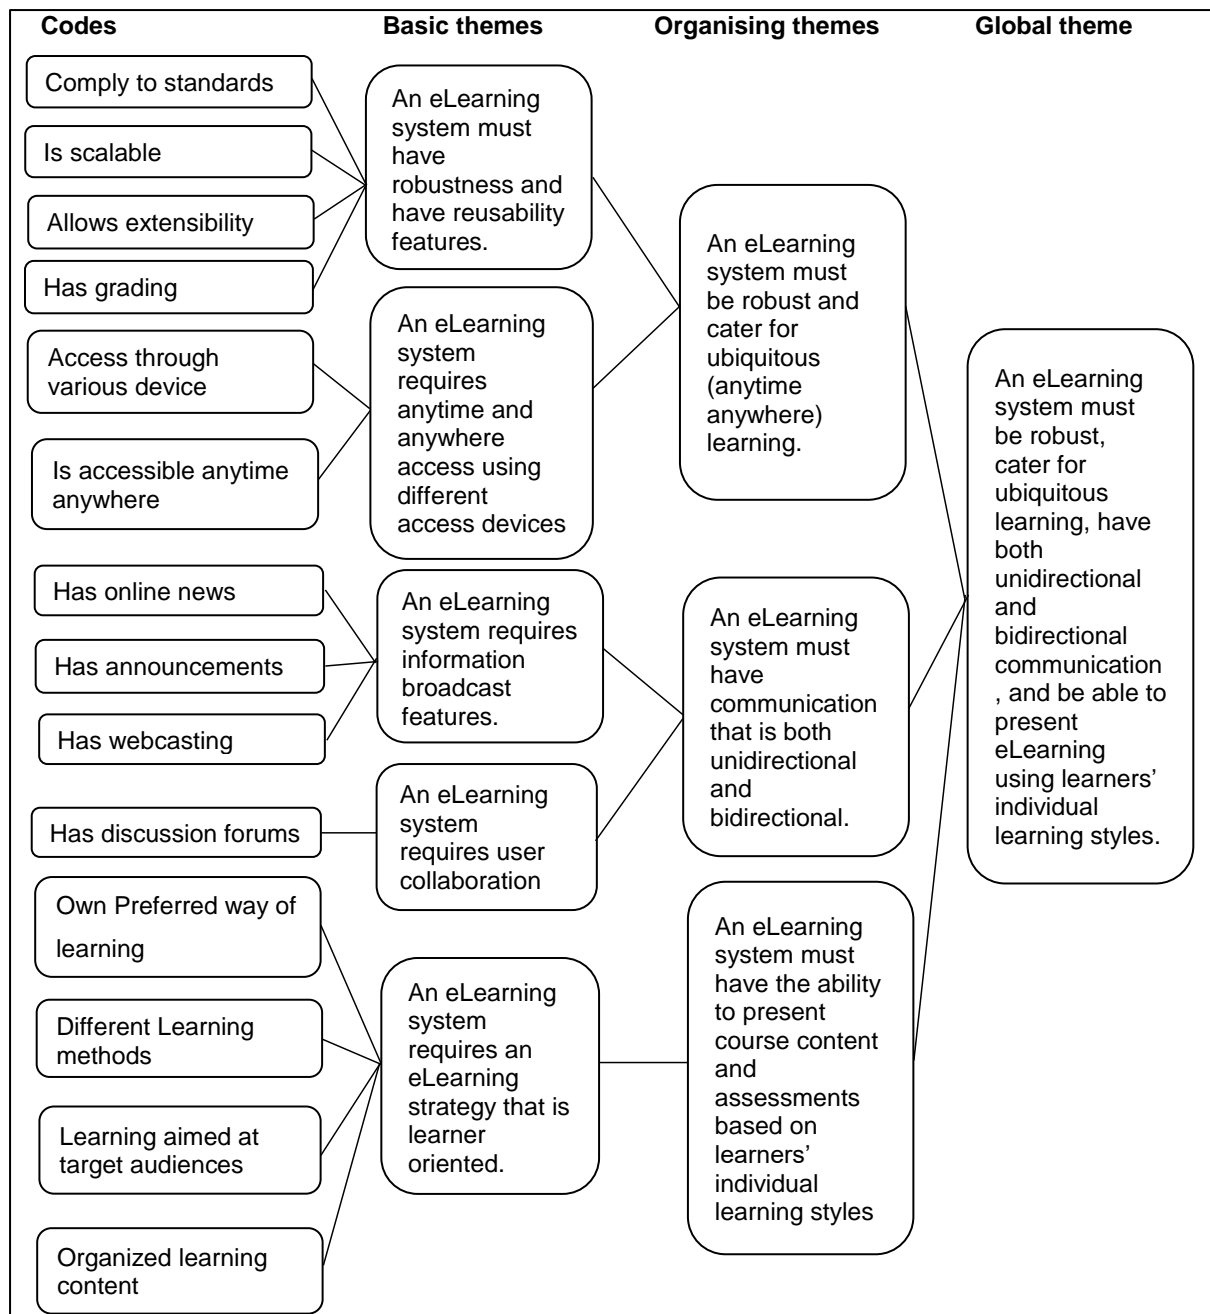 Codes
Basic themes
Organising themes
Global theme
Comply to standards
Is scalable
Allows extensibility
Has grading
Access through
various device
Is accessible anytime
anywhere
Has online news
Has announcements
Has webcasting
Has discussion forums
Own Preferred way of
learning
Different Learning
methods
Learning aimed at
target audiences
Organized learning
content
An eLearning
system must
have
robustness and
have reusability
features.
An eLearning
system
requires
anytime and
anywhere
access using
different
access devices
An eLearning
system requires
information
broadcast
features.
An eLearning
system
requires user
collaboration
An eLearning
system
requires an
eLearning
strategy that is
learner
oriented.
An eLearning
system must
be robust and
cater for
ubiquitous
(anytime
anywhere)
learning.
An eLearning
system must
have
communication
that is both
unidirectional
and
bidirectional.
An eLearning
system must
have the ability
to present
course content
and
assessments
based on
learners’
individual
learning styles
An eLearning
system must
be robust,
cater for
ubiquitous
learning, have
both
unidirectional
and
bidirectional
communication
, and be able to
present
eLearning
using learners’
individual
learning styles.